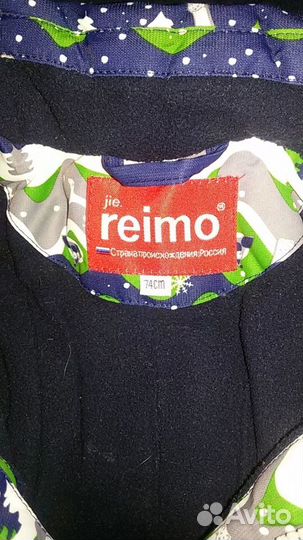 jie.
reimo®
Страна происхождения: Россия
74CM
Avito